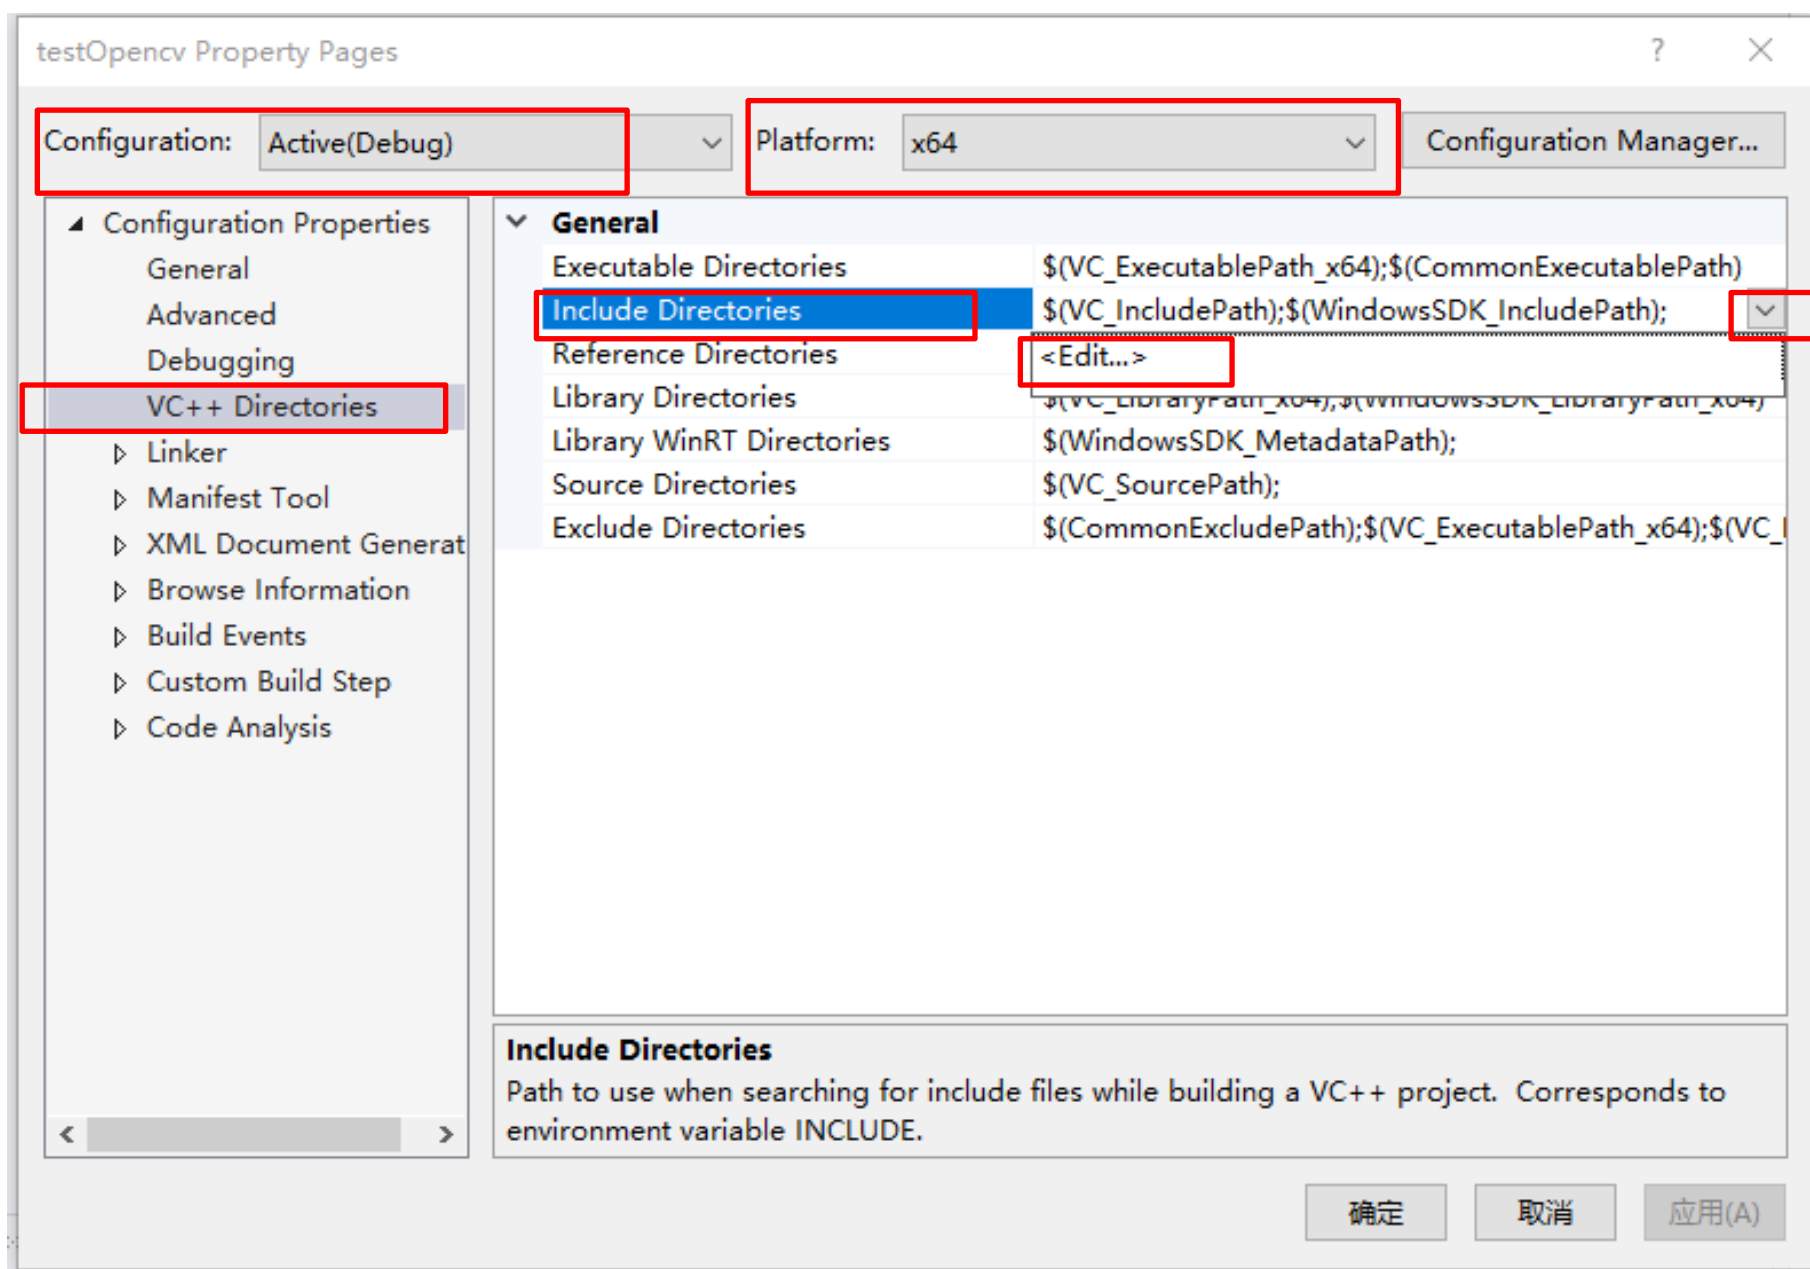 testOpencv Property Pages
?
Configuration: Active(Debug) Platform: x64 Configuration Manager...
Configuration Properties
General
Advanced
Debugging
VC++ Directories
Linker
Manifest Tool
XML Document Generat
Browse Information
Build Events
Custom Build Step
Code Analysis
General
Executable Directories $(VC_ExecutablePath_x64);$(CommonExecutablePath)
Include Directories $(VC_IncludePath);$(WindowsSDK_IncludePath);
Reference Directories <Edit...>
Library Directories $(VC_LibraryPath_x64);$(WindowsSDK_LibraryPath_x64)
Library WinRT Directories $(WindowsSDK_MetadataPath);
Source Directories $(VC_SourcePath);
Exclude Directories $(CommonExcludePath);$(VC_ExecutablePath_x64);$(VC_I
Include Directories
Path to use when searching for include files while building a VC++ project. Corresponds to
environment variable INCLUDE.
确定 取消 应用(A)